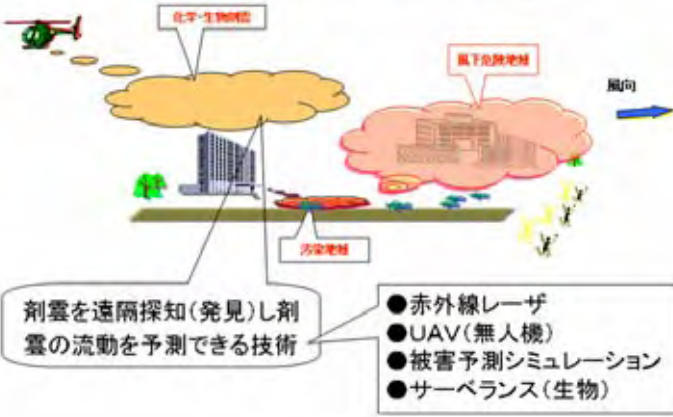 化学・生物剤雲
風下危険地域
風向
汚染地域
剤雲を遠隔探知(発見)し剤
雲の流動を予測できる技術
●赤外線レーザ
●UAV(無人機)
●被害予測シミュレーション
●サーベランス(生物)